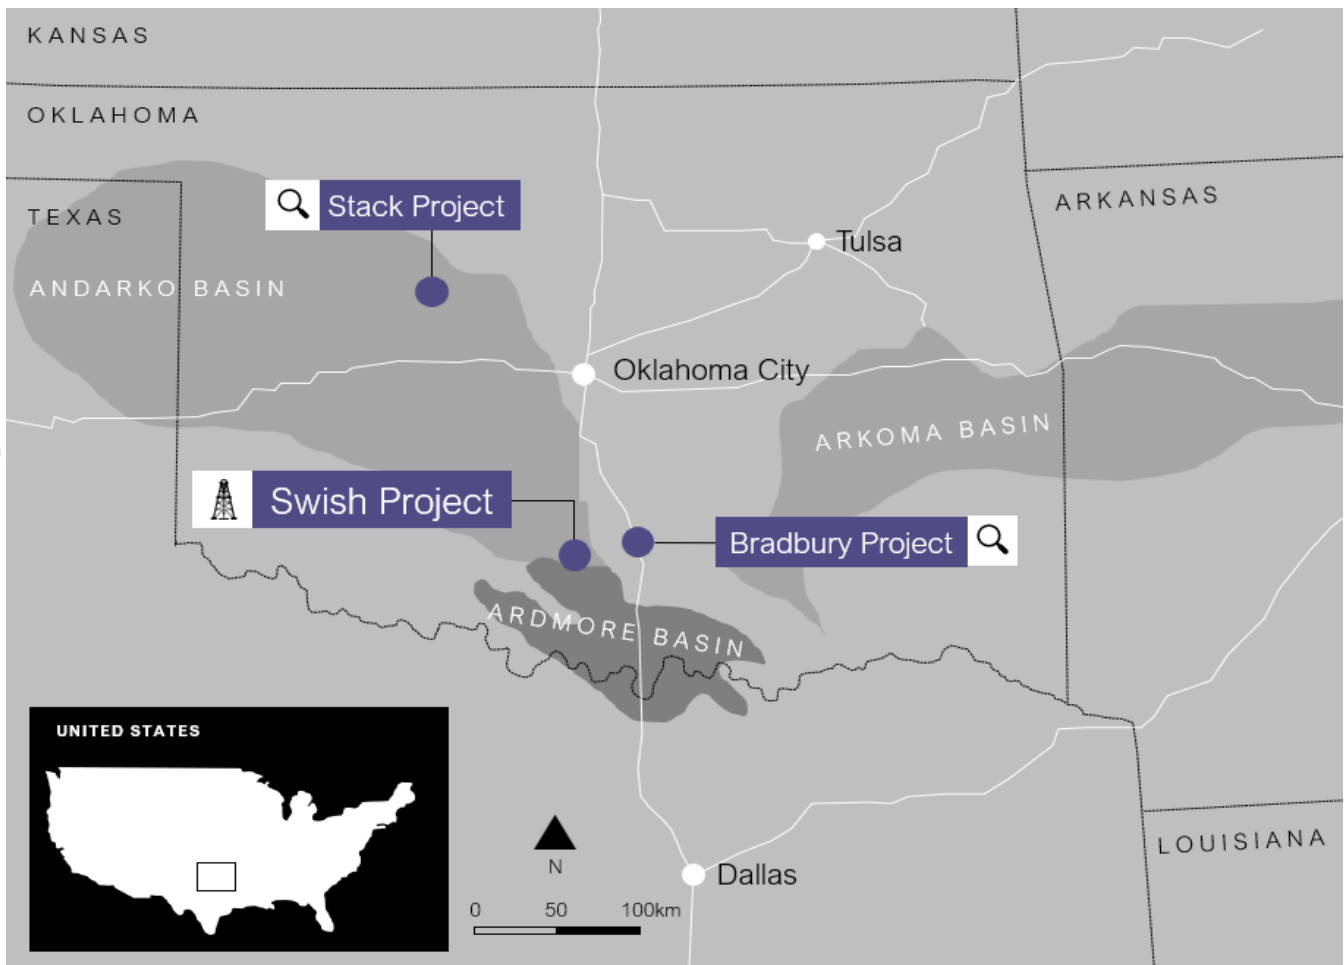 KANSAS
OKLAHOMA
TEXAS
ARKANSAS
Stack Project
Tulsa
ANDARKO BASIN
Oklahoma City
ARKOMA BASIN
Swish Project
Bradbury Project
ARDMORE BASIN
UNITED STATES
LOUISIANA
N
Dallas
0 50 100km